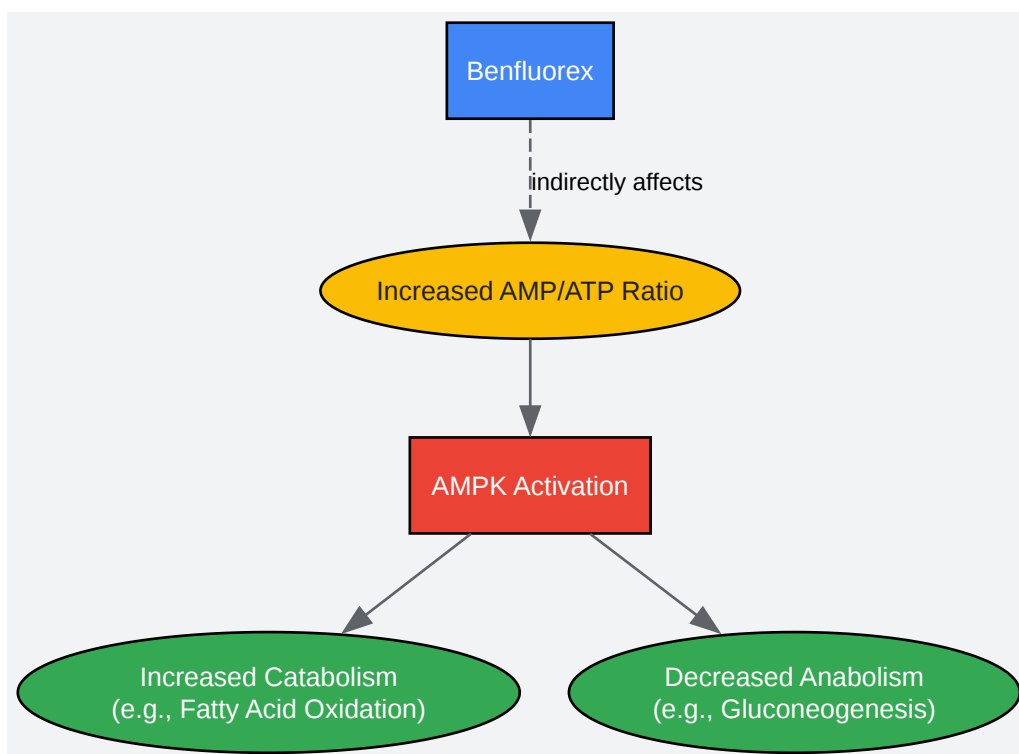 Benfluorex
indirectly affects
Increased AMP/ATP Ratio
AMPK Activation
Increased Catabolism
(e.g., Fatty Acid Oxidation)
Decreased Anabolism
(e.g., Gluconeogenesis)